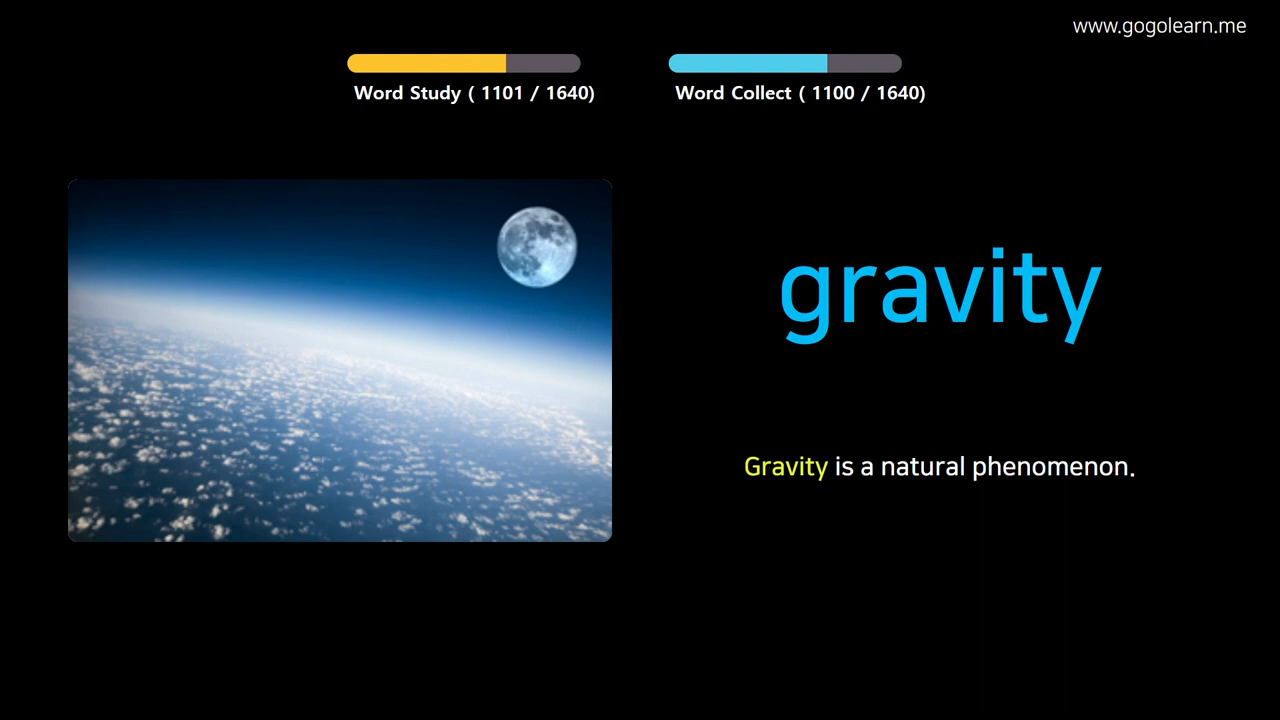 www.gogolearn.me
Word Study ( 1101 / 1640)
Word Collect ( 1100 / 1640)
gravity
Gravity is a natural phenomenon.